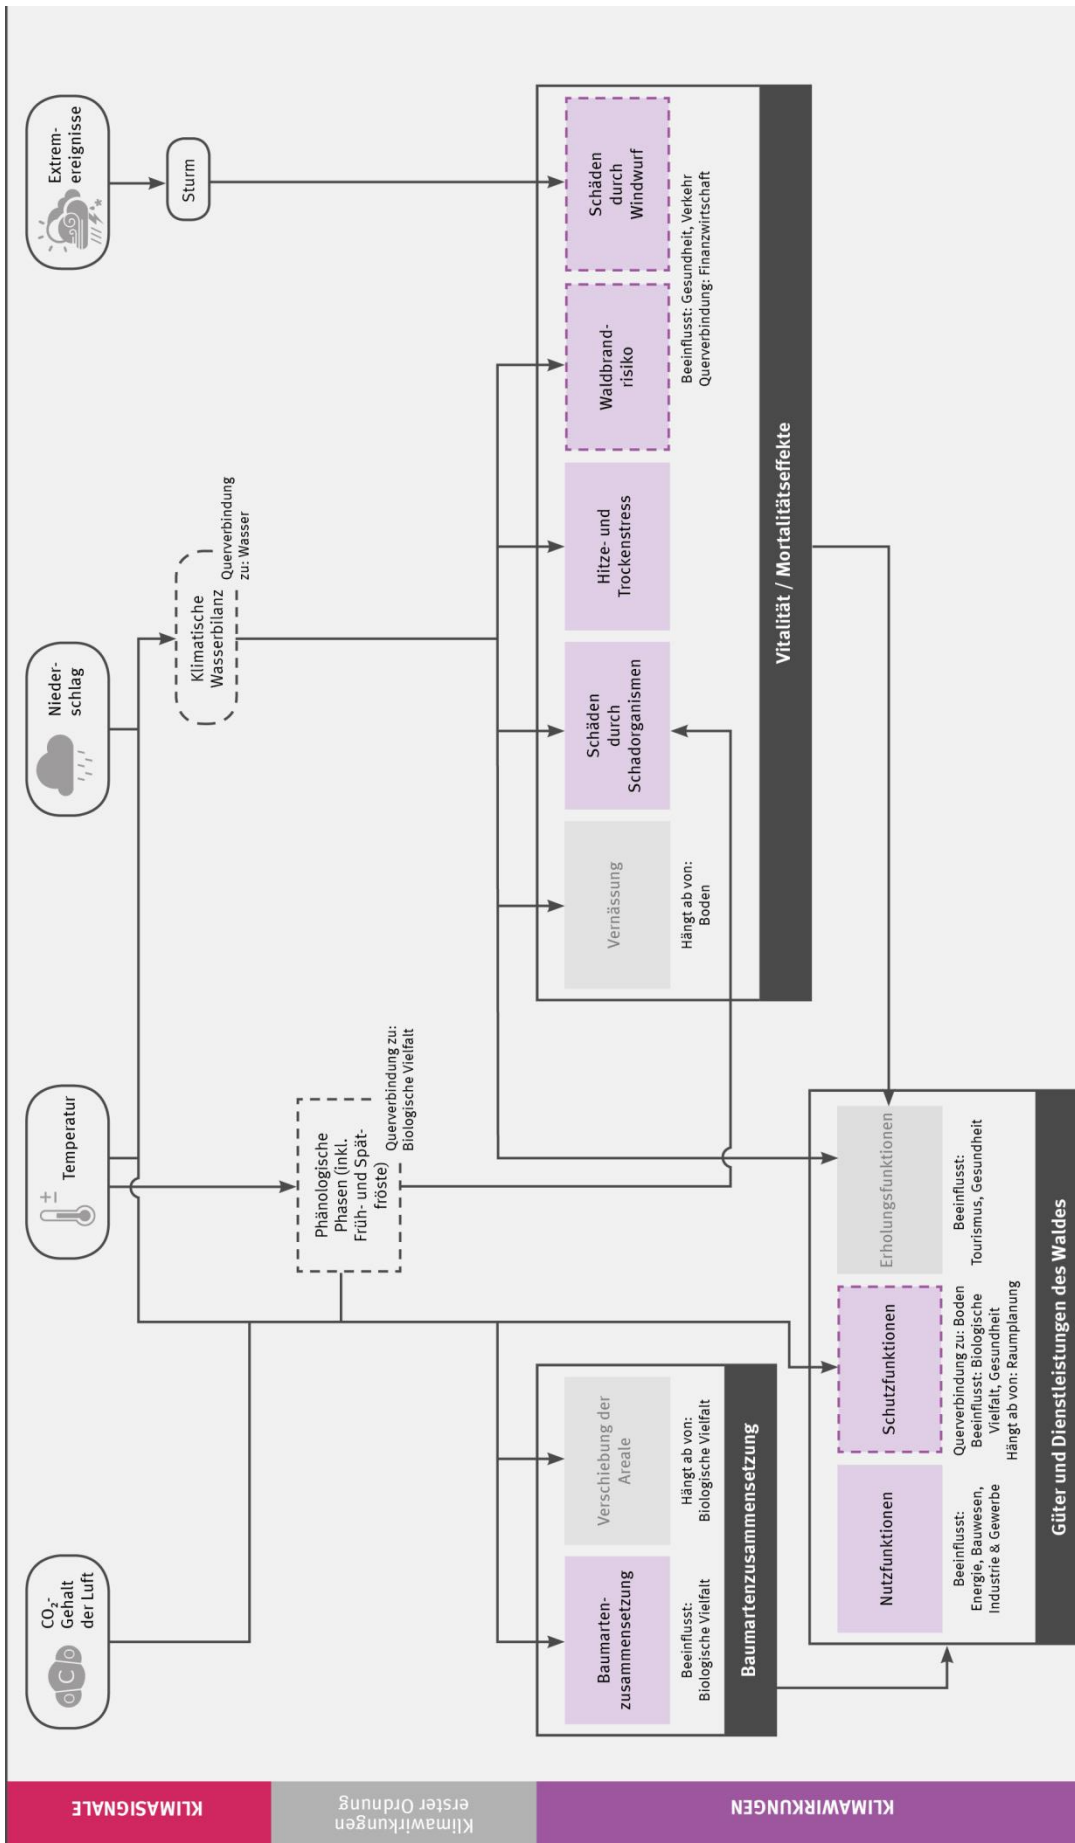 KLIMASIGNALE
CO₂-
Gehalt
der Luft
Temperatur
Nieder-
schlag
Extrem-
ereignisse
Klimawirkungen
erster Ordnung
Sturm
Klimatische
Wasserbilanz
Querverbindung
zu: Wasser
Phänologische
Phasen (inkl.
Früh- und Spät-
fröste)
Querverbindung zu:
Biologische Vielfalt
KLIMAWIRKUNGEN
Baumarten-
zusammensetzung
Beeinflusst:
Biologische Vielfalt
Verschiebung der
Areale
Hängt ab von:
Biologische Vielfalt
Baumartenzusammensetzung
Vernässung
Hängt ab von:
Boden
Schäden
durch
Schadorganismen
Hitze- und
Trockenstress
Waldbrand-
risiko
Schäden
durch
Windwurf
Beeinflusst: Gesundheit, Verkehr
Querverbindung: Finanzwirtschaft
Vitalität / Mortalitätseffekte
Nutzfunktionen
Beeinflusst:
Energie, Bauwesen,
Industrie & Gewerbe
Schutzfunktionen
Querverbindung zu: Boden
Beeinflusst: Biologische
Vielfalt, Gesundheit
Hängt ab von: Raumplanung
Erholungsfunktionen
Beeinflusst:
Tourismus, Gesundheit
Güter und Dienstleistungen des Waldes